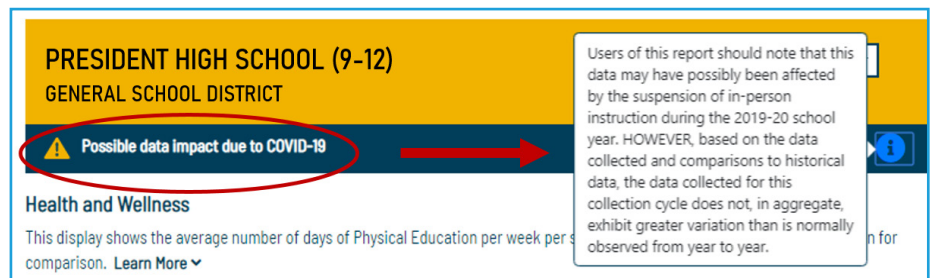 PRESIDENT HIGH SCHOOL (9-12)
GENERAL SCHOOL DISTRICT
Possible data impact due to COVID-19
Users of this report should note that this
data may have possibly been affected
by the suspension of in-person
instruction during the 2019-20 school
year. HOWEVER, based on the data
collected and comparisons to historical
data, the data collected for this
collection cycle does not, in aggregate,
exhibit greater variation than is normally
observed from year to year.
Health and Wellness
This display shows the average number of days of Physical Education per week per for
comparison. Learn More